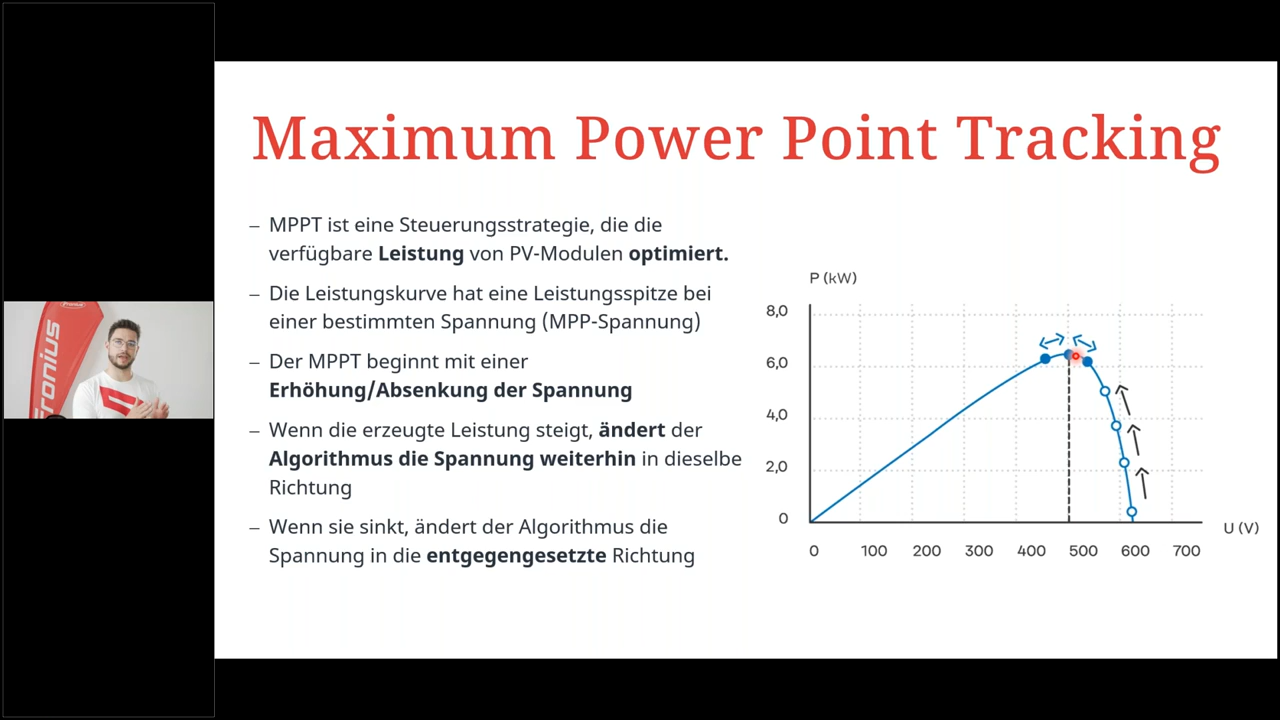 Maximum Power Point Tracking
– MPPT ist eine Steuerungsstrategie, die die
verfügbare Leistung von PV-Modulen optimiert.
– Die Leistungskurve hat eine Leistungsspitze bei
einer bestimmten Spannung (MPP-Spannung)
– Der MPPT beginnt mit einer
Erhöhung/Absenkung der Spannung
– Wenn die erzeugte Leistung steigt, ändert der
Algorithmus die Spannung weiterhin in dieselbe
Richtung
– Wenn sie sinkt, ändert der Algorithmus die
Spannung in die entgegengesetzte Richtung
P (kW)
8,0
6,0
4,0
2,0
0
U (V)
0 100 200 300 400 500 600 700
Fronius
ronius